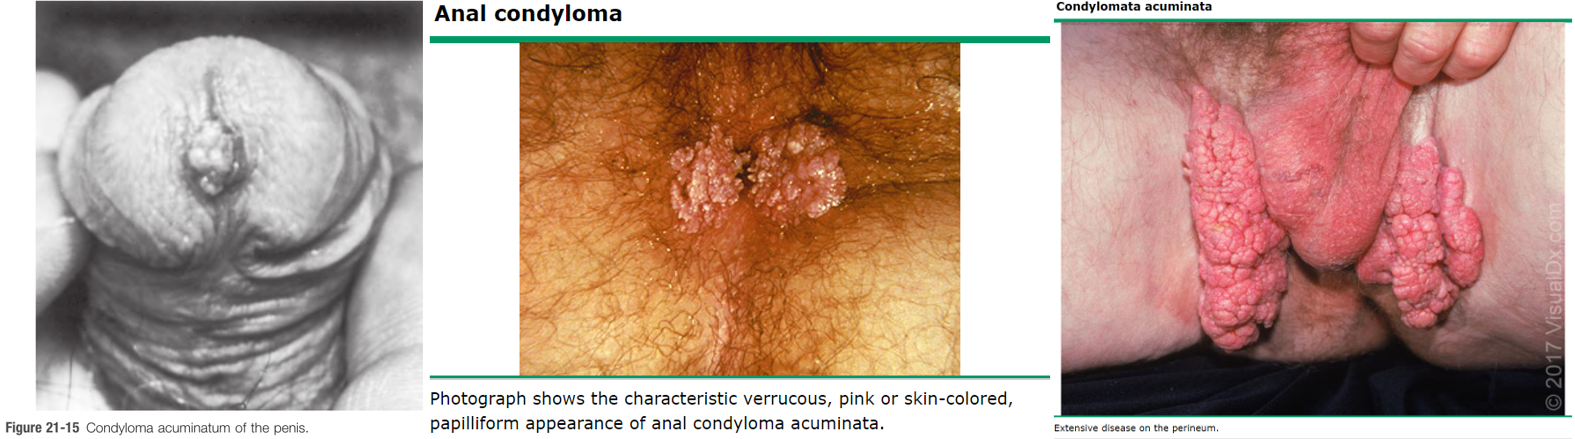 Figure 21-15 Condyloma acuminatum of the penis.
Anal condyloma
Photograph shows the characteristic verrucous, pink or skin-colored,
papilliform appearance of anal condyloma acuminata.
Condylomata acuminata
© 2017 VisualDx.com
Extensive disease on the perineum.